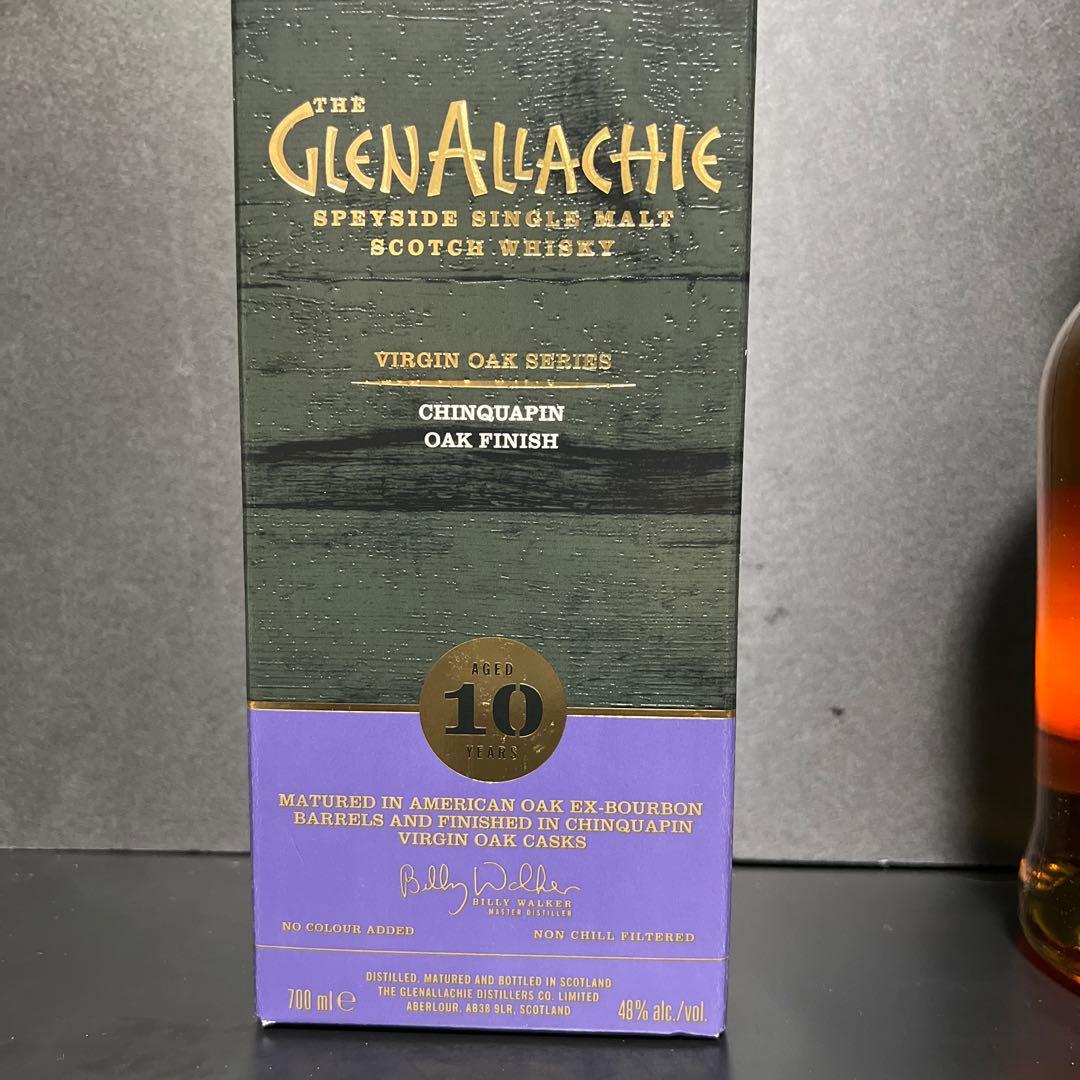 THE
GLENALLACHIE
SPEYSIDE SINGLE MALT
SCOTCH WHISKY
VIRGIN OAK SERIES
CHINQUAPIN
OAK FINISH
AGED
10
YEARS
MATURED IN AMERICAN OAK EX-BOURBON
BARRELS AND FINISHED IN CHINQUAPIN
VIRGIN OAK CASKS
Billy Walker
BILLY WALKER
MASTER DISTILLER
NO COLOUR ADDED
NON CHILL FILTERED
DISTILLED, MATURED AND BOTTLED IN SCOTLAND
THE GLENALLACHIE DISTILLERS CO. LIMITED
ABERLOUR, AB38 9LR, SCOTLAND
700 ml e
48% alc./vol.